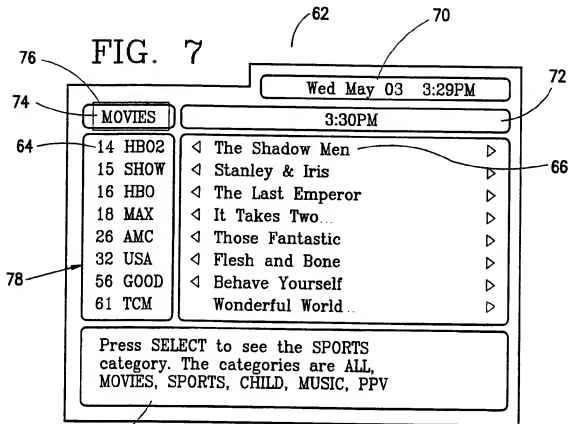 62
70
FIG. 7
76
Wed May 03 3:29PM
72
74
MOVIES
3:30PM
64
14 HBO2 ◁ The Shadow Men ▷
66
15 SHOW ◁ Stanley & Iris ▷
16 HBO ◁ The Last Emperor ▷
18 MAX ◁ It Takes Two... ▷
26 AMC ◁ Those Fantastic ▷
32 USA ◁ Flesh and Bone ▷
78
56 GOOD ◁ Behave Yourself ▷
61 TCM Wonderful World.. ▷
Press SELECT to see the SPORTS
category. The categories are ALL,
MOVIES, SPORTS, CHILD, MUSIC, PPV